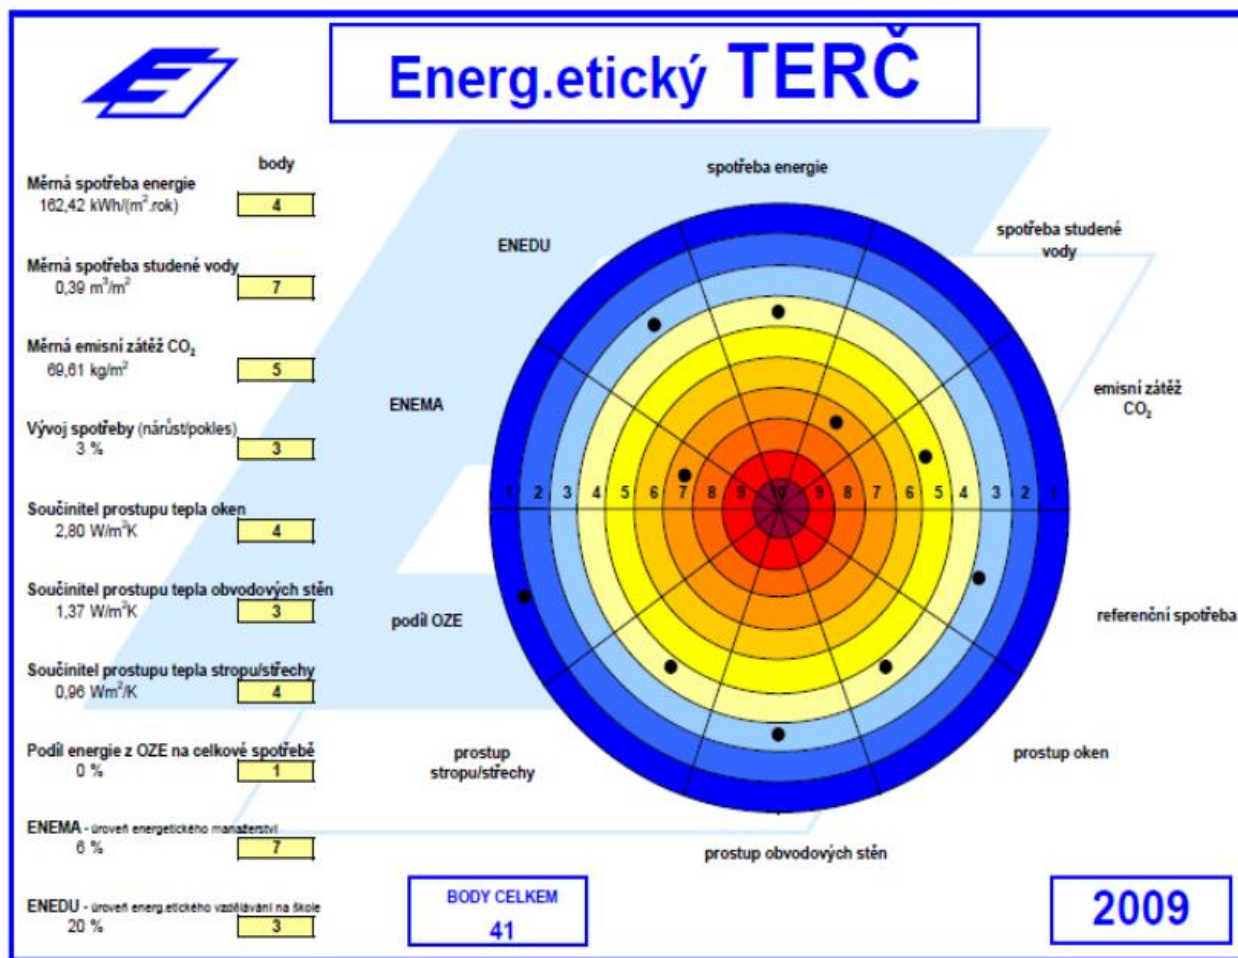 Energ.etický TERČ
body
Měrná spotřeba energie
162,42 kWh/(m².rok)
4
Měrná spotřeba studené vody
0,39 m³/m²
7
Měrná emisní zátěž CO₂
69,61 kg/m²
5
Vývoj spotřeby (nárůst/pokles)
3 %
3
Součinitel prostupu tepla oken
2,80 W/m²K
4
Součinitel prostupu tepla obvodových stěn
1,37 W/m²K
3
Součinitel prostupu tepla stropu/střechy
0,96 Wm²/K
4
Podíl energie z OZE na celkové spotřebě
0 %
1
ENEMA - úroveň energetického manažerství
6 %
7
ENEDU - úroveň energ.etického vzdělávání na škole
20 %
3
spotřeba energie
spotřeba studené
vody
emisní zátěž
CO₂
referenční spotřeba
prostup oken
prostup obvodových stěn
prostup
stropu/střechy
podíl OZE
ENEMA
ENEDU
1 2 3 4 5 6 7 8 9 10 9 8 7 6 5 4 3 2 1
BODY CELKEM
41
2009